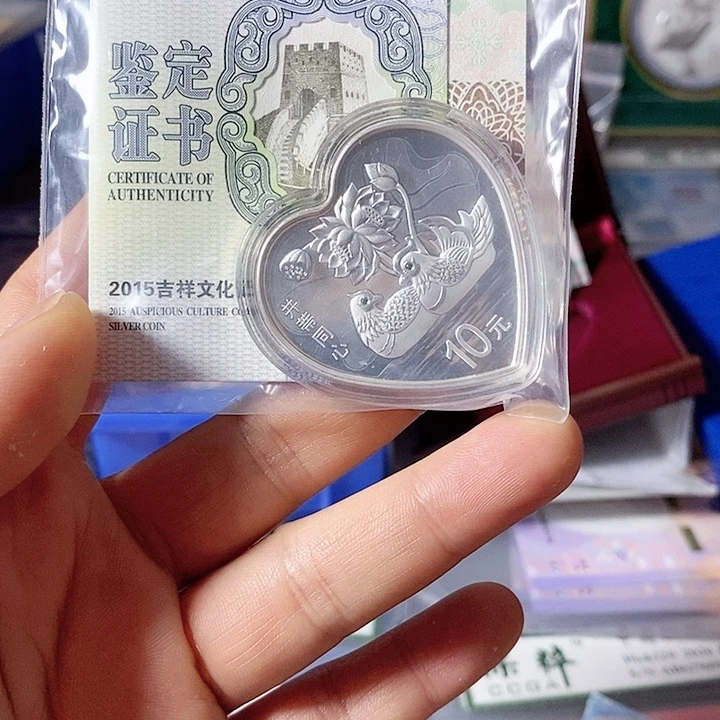 鉴定
证书
CERTIFICATE OF
AUTHENTICITY
2015吉祥文化
2015 AUSPICIOUS CULTURE
SILVER COIN
并蒂同心
10元
CCGA